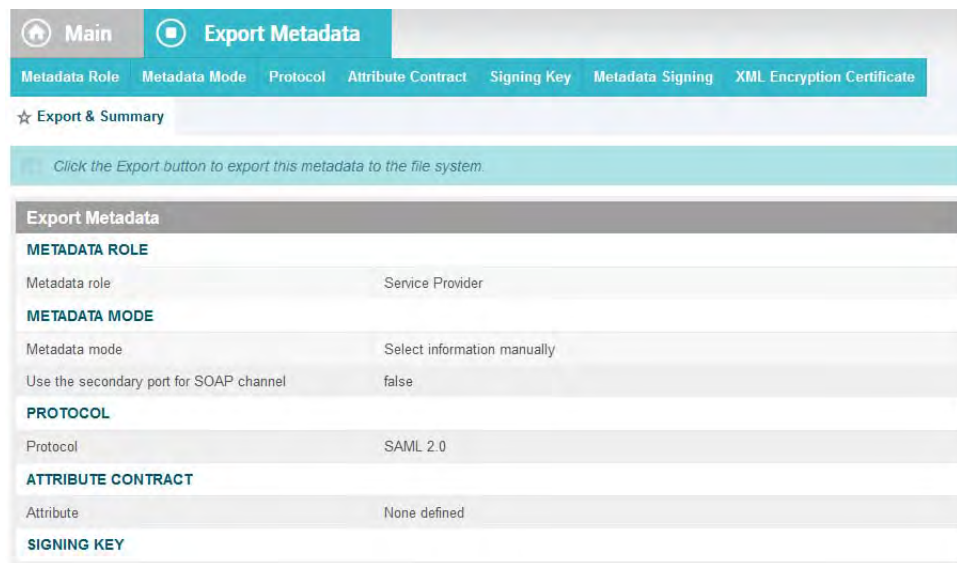 Main
Export Metadata
Metadata Role Metadata Mode Protocol Attribute Contract Signing Key Metadata Signing XML Encryption Certificate
Export & Summary
Click the Export button to export this metadata to the file system.
Export Metadata
METADATA ROLE
Metadata role Service Provider
METADATA MODE
Metadata mode Select information manually
Use the secondary port for SOAP channel false
PROTOCOL
Protocol SAML 2.0
ATTRIBUTE CONTRACT
Attribute None defined
SIGNING KEY